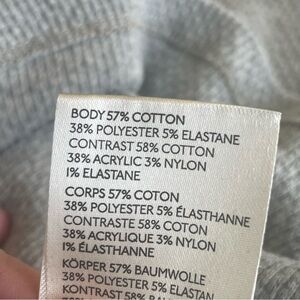 BODY 57% COTTON
38% POLYESTER 5% ELASTANE
CONTRAST 58% COTTON
38% ACRYLIC 3% NYLON
1% ELASTANE
CORPS 57% COTON
38% POLYESTER 5% ÉLASTHANNE
CONTRASTE 58% COTON
38% ACRYLIQUE 3% NYLON
1% ÉLASTHANNE
KÖRPER 57% BAUMWOLLE
38% POLYESTER 5% ELASTAN
KONTRAST 58%